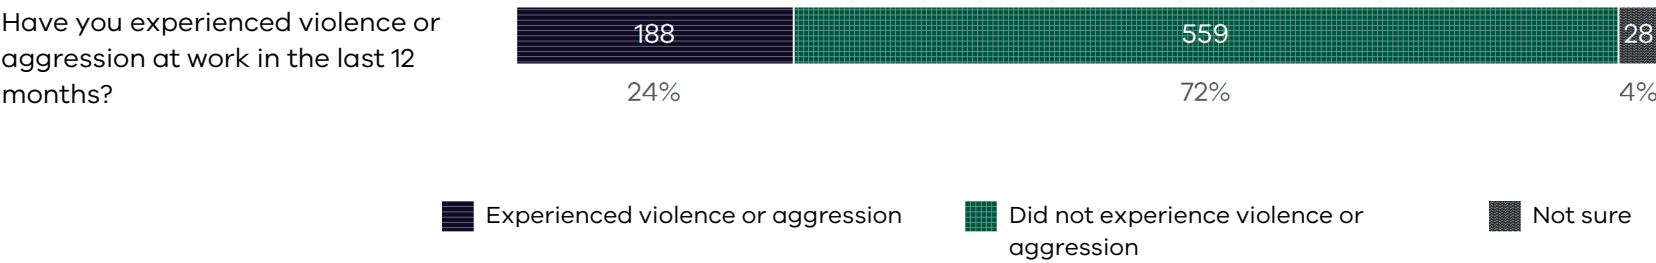 Have you experienced violence or
aggression at work in the last 12
months?
188 559 28
24% 72% 4%
Experienced violence or aggression
Did not experience violence or
aggression
Not sure